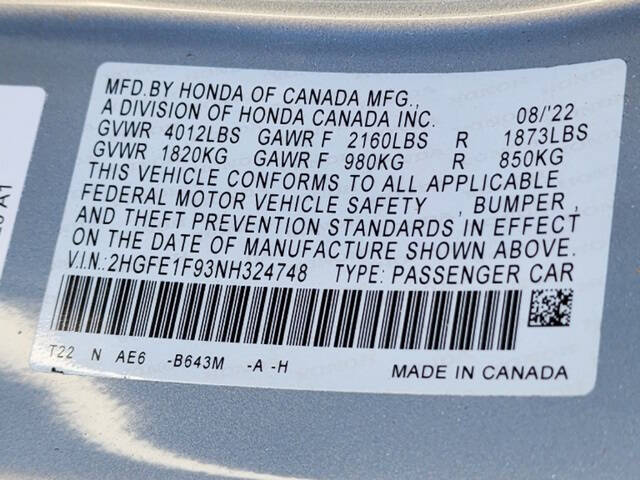 MFD. BY HONDA OF CANADA MFG.,
A DIVISION OF HONDA CANADA INC. 08/'22
GVWR 4012LBS GAWR F 2160LBS R 1873LBS
GVWR 1820KG GAWR F 980KG R 850KG
THIS VEHICLE CONFORMS TO ALL APPLICABLE
FEDERAL MOTOR VEHICLE SAFETY , BUMPER,
AND THEFT PREVENTION STANDARDS IN EFFECT
ON THE DATE OF MANUFACTURE SHOWN ABOVE.
V.I.N.:2HGFE1F93NH324748 TYPE: PASSENGER CAR
T22 N AE6 -B643M -A -H
MADE IN CANADA
A1